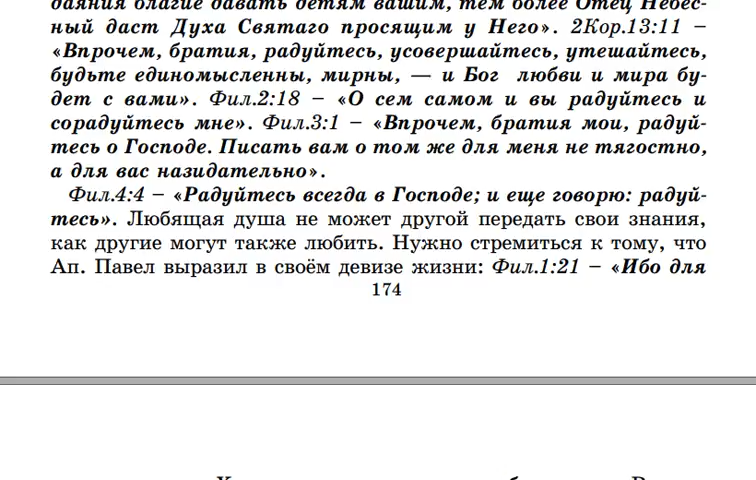 даяния благие давать детям вашим, тем более Отец Небес-
ный даст Духа Святаго просящим у Него». 2Кор.13:11 –
«Впрочем, братия, радуйтесь, усовершайтесь, утешайтесь,
будьте единомысленны, мирны, — и Бог любви и мира бу-
дет с вами». Фил.2:18 – «О сем самом и вы радуйтесь и
сорадуйтесь мне». Фил.3:1 – «Впрочем, братия мои, радуй-
тесь о Господе. Писать вам о том же для меня не тягостно,
а для вас назидательно».
Фил.4:4 – «Радуйтесь всегда в Господе; и еще говорю: радуй-
тесь». Любящая душа не может другой передать свои знания,
как другие могут также любить. Нужно стремиться к тому, что
Ап. Павел выразил в своём девизе жизни: Фил.1:21 – «Ибо для
174